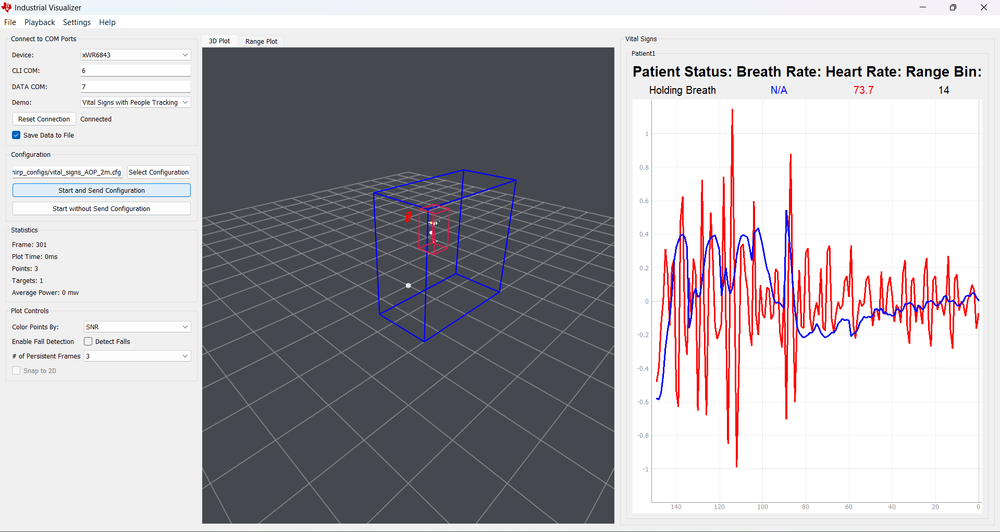 Industrial Visualizer
File Playback Settings Help
Connect to COM Ports
Device: xWR6843
CLI COM: 6
DATA COM: 7
Demo: Vital Signs with People Tracking
Reset Connection Connected
Save Data to File
Configuration
hirp_configs/vital_signs_AOP_2m.cfg Select Configuration
Start and Send Configuration
Start without Send Configuration
Statistics
Frame: 301
Plot Time: 0ms
Points: 3
Targets: 1
Average Power: 0 mw
Plot Controls
Color Points By: SNR
Enable Fall Detection Detect Falls
# of Persistent Frames 3
Snap to 2D
3D Plot Range Plot
Vital Signs
Patient1
Patient Status: Breath Rate: Heart Rate: Range Bin:
Holding Breath N/A 73.7 14
1
0.8
0.6
0.4
0.2
0
-0.2
-0.4
-0.6
-0.8
-1
140 120 100 80 60 40 20 0